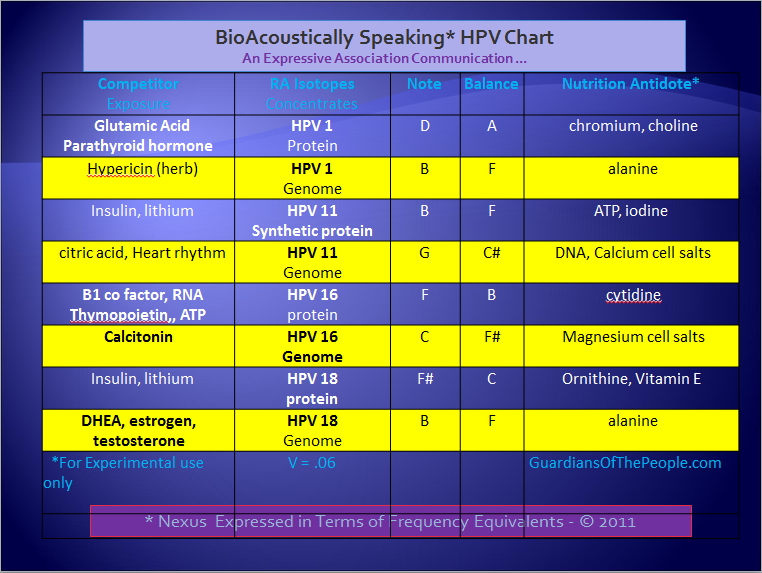 BioAcoustically Speaking* HPV Chart
An Expressive Association Communication ...
Competitor RA Isotopes Note Balance Nutrition Antidote*
Exposure Concentrates
Glutamic Acid HPV 1 D A chromium, choline
Parathyroid hormone Protein
Hypericin (herb) HPV 1 B F alanine
Genome
Insulin, lithium HPV 11 B F ATP, iodine
Synthetic protein
citric acid, Heart rhythm HPV 11 G C# DNA, Calcium cell salts
Genome
B1 co factor, RNA HPV 16 F B cytidine
Thymopoietin,, ATP protein
Calcitonin HPV 16 C F# Magnesium cell salts
Genome
Insulin, lithium HPV 18 F# C Ornithine, Vitamin E
protein
DHEA, estrogen, HPV 18 B F alanine
testosterone Genome
*For Experimental use V = .06 GuardiansOfThePeople.com
only
* Nexus Expressed in Terms of Frequency Equivalents - © 2011